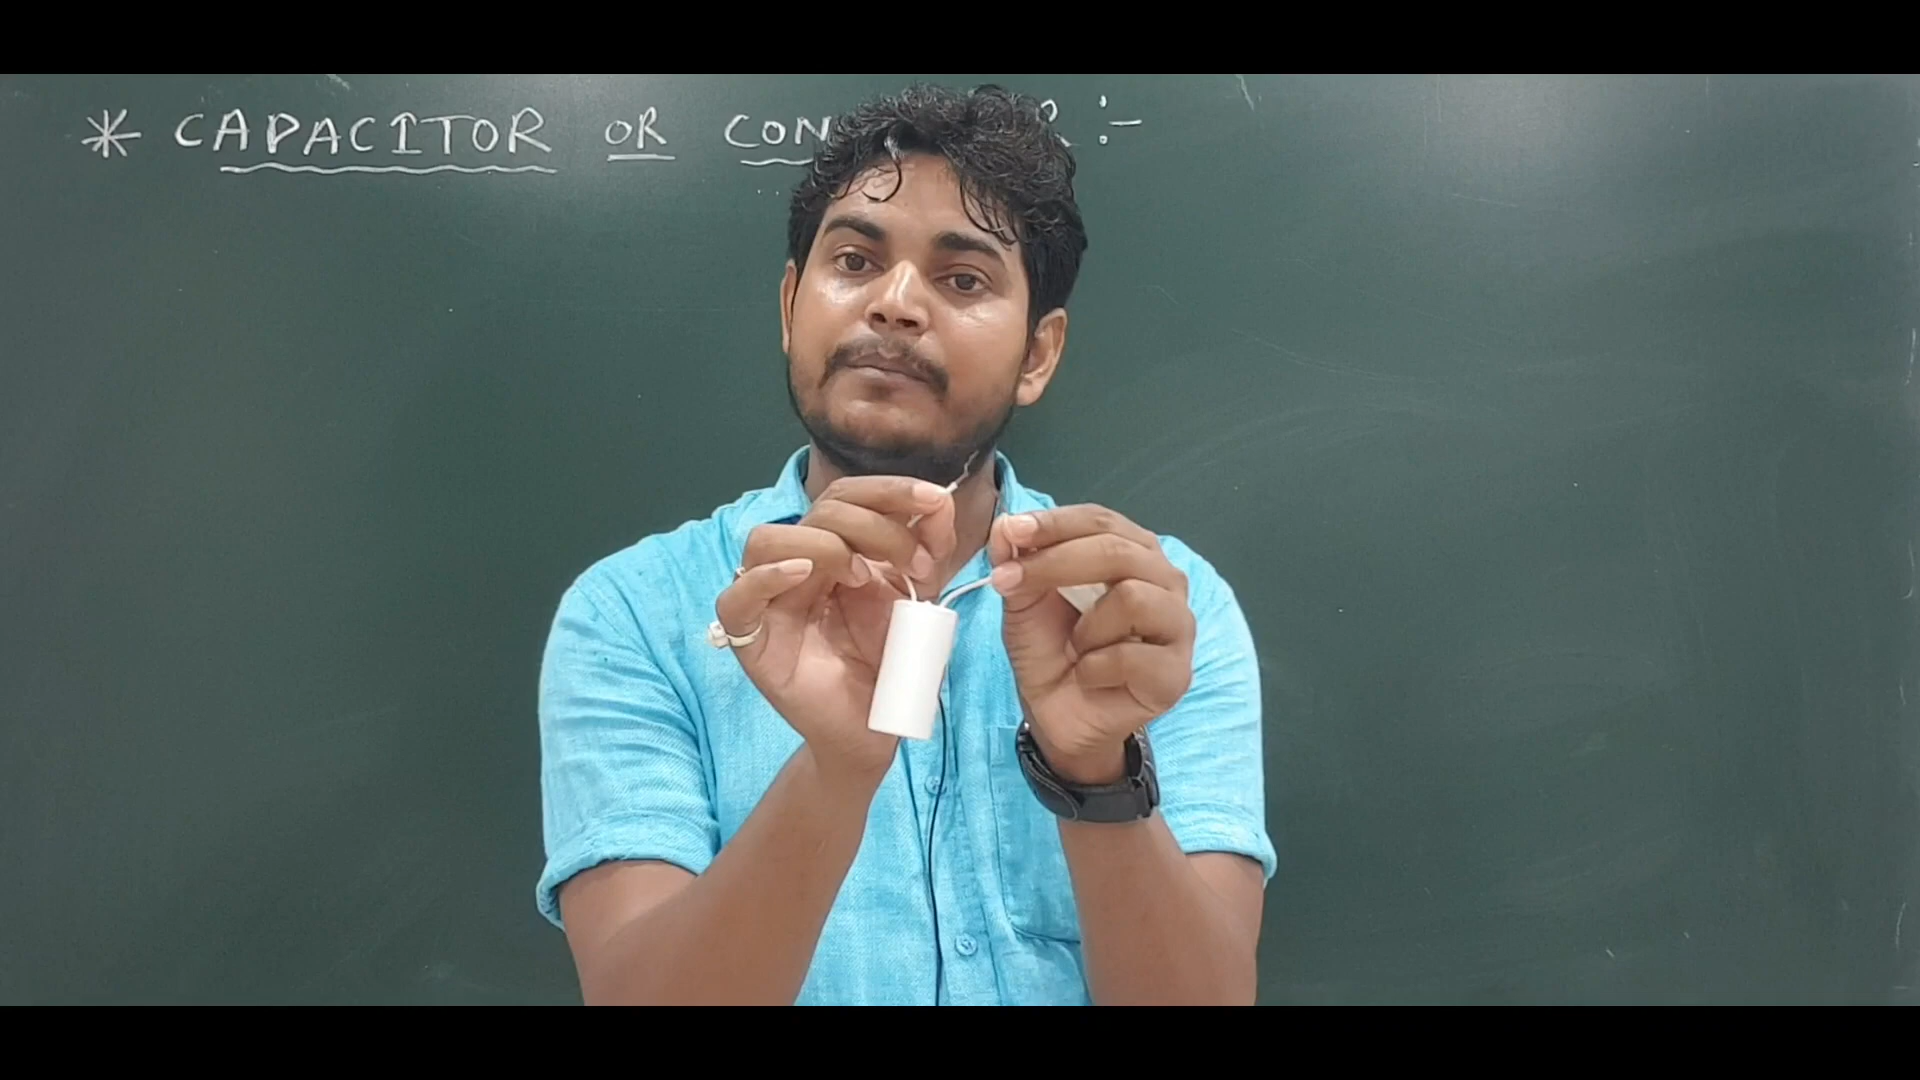 * CAPACITOR OR CON R :-